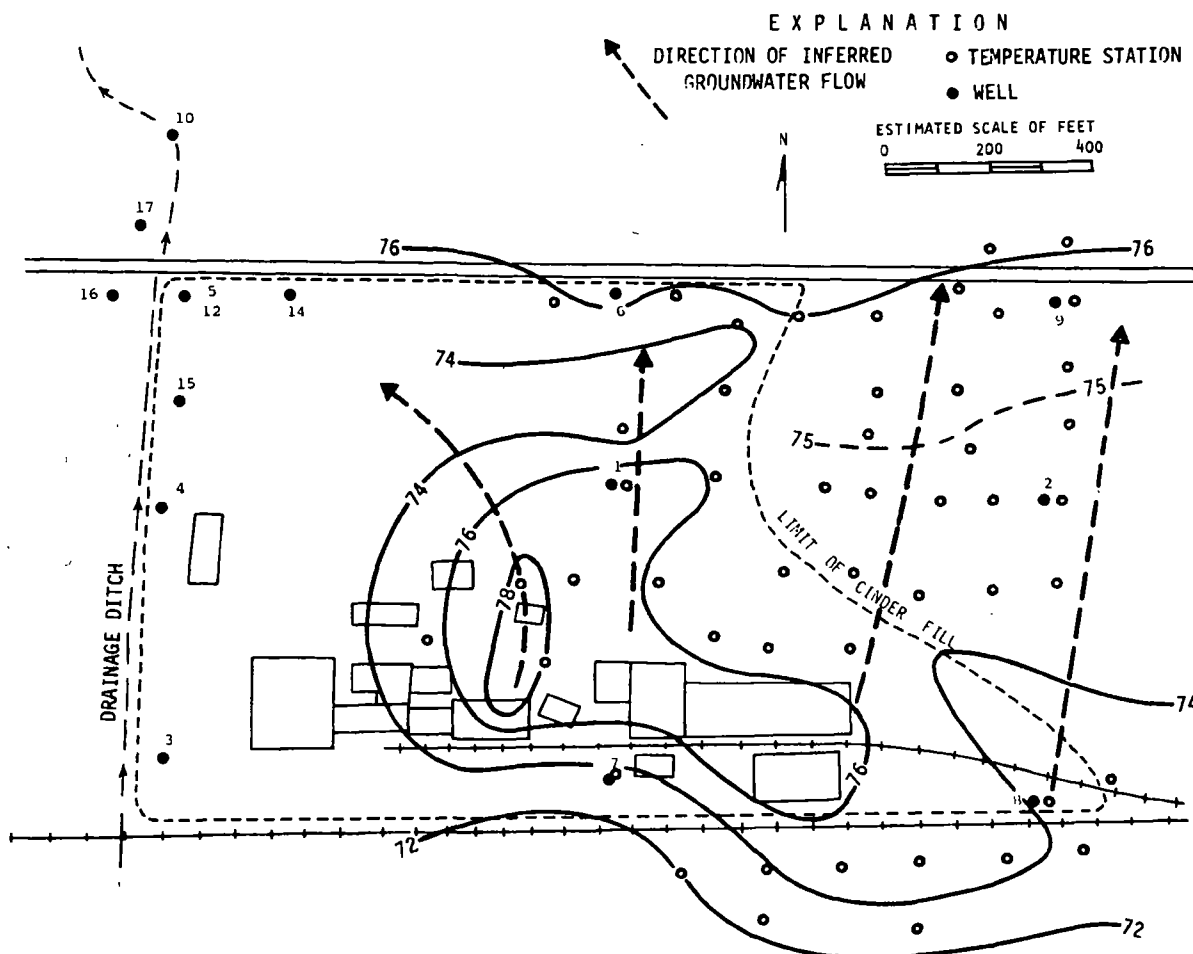 EXPLANATION
DIRECTION OF INFERRED
GROUNDWATER FLOW
TEMPERATURE STATION
WELL
ESTIMATED SCALE OF FEET
0 200 400
N
10
17
76
76
16
5
12
14
6
9
74
15
75
75
1
74
4
2
76
LIMIT OF CINDER FILL
78
DRAINAGE DITCH
74
3
7
76
8
72
72